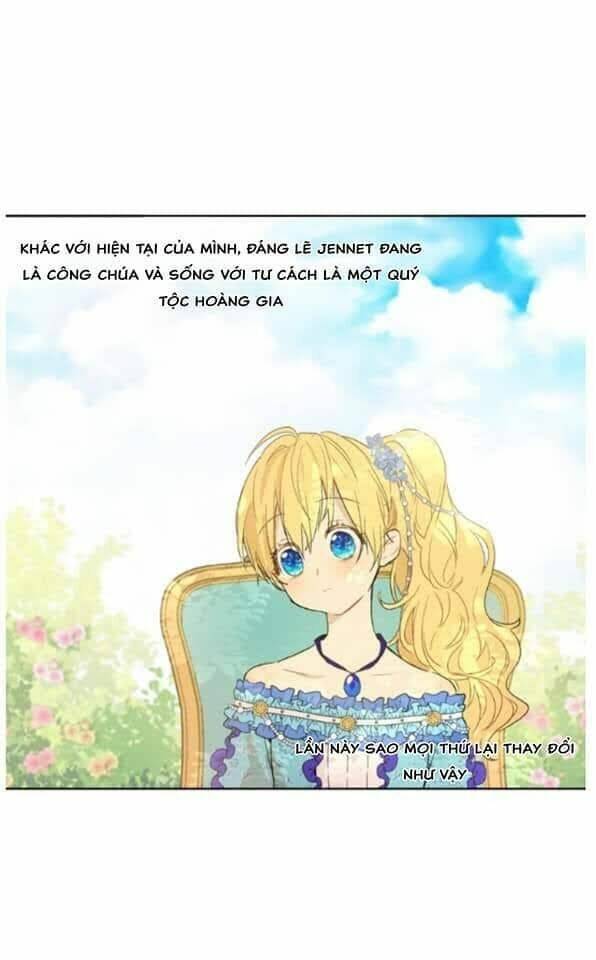 KHÁC VỚI HIỆN TẠI CỦA MÌNH, ĐÁNG LẼ JENNET ĐANG
LÀ CÔNG CHÚA VÀ SỐNG VỚI TƯ CÁCH LÀ MỘT QUÝ
TỘC HOÀNG GIA
LẦN NÀY SAO MỌI THỨ LẠI THAY ĐỔI
NHƯ VẬY